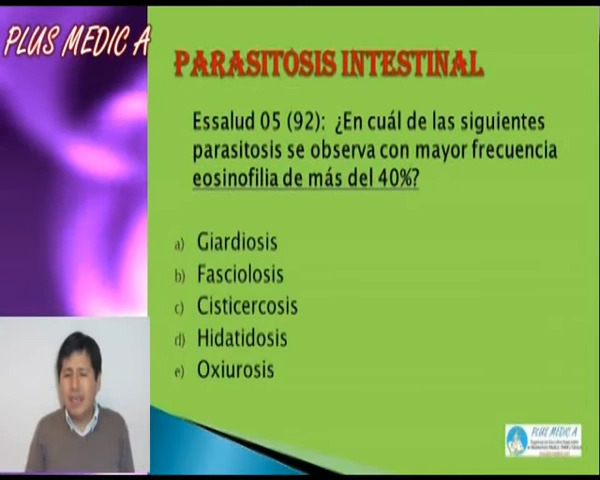 PLUS MEDIC A
PARASITOSIS INTESTINAL
Essalud 05 (92): ¿En cuál de las siguientes
parasitosis se observa con mayor frecuencia
eosinofilia de más del 40%?
a) Giardiosis
b) Fasciolosis
c) Cisticercosis
d) Hidatidosis
e) Oxiurosis
PLUS MEDIC A